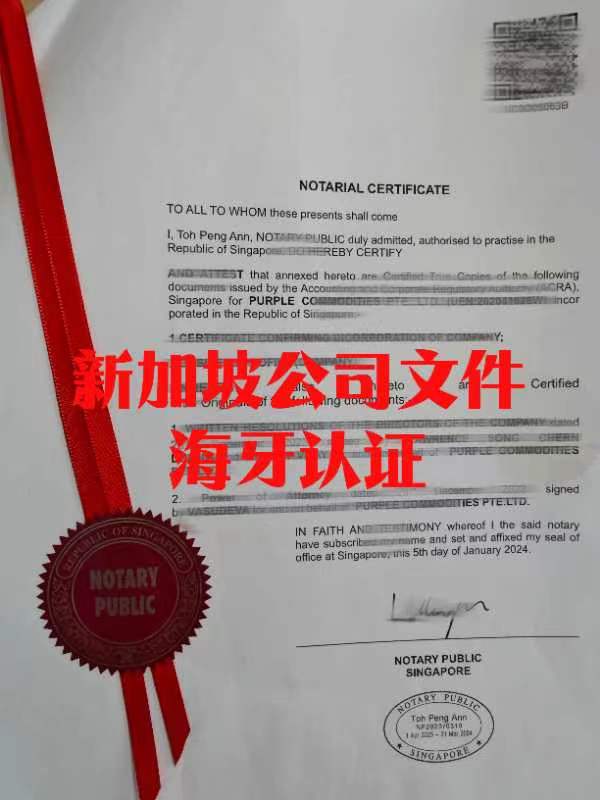 NOTARIAL CERTIFICATE
TO ALL TO WHOM these presents shall come
I, Toh Peng Ann, NOTARY PUBLIC duly admitted, authorised to practise in the
Republic of Singapore DO HEREBY CERTIFY
AND ATTEST that annexed hereto are Certified True Copies of the following
documents issued by the Accounting and Corporate Regulatory Authority (ACRA),
Singapore for PURPLE COMMODITIES PTE. LTD. incor
porated in the Republic of Singapore:-
1.CERTIFICATE CONFIRMING INCORPORATION OF COMPANY;
新加坡公司文件
Certified
Originals of the following documents:-
1. WRITTEN RESOLUTIONS OF THE DIRECTORS OF THE COMPANY dated
SONG CHERN
PURPLE COMMODITIES
海牙认证
2. Power of Attorney dated signed
by VASUDEVA PURPLE COMMODITIES PTE.LTD.
IN FAITH AND TESTIMONY whereof I the said notary
have subscribed my name and set and affixed my seal of
office at Singapore, this 5th day of January 2024.
REPUBLIC OF SINGAPORE
NOTARY
PUBLIC
NOTARY PUBLIC
SINGAPORE
NOTARY PUBLIC
Toh Peng Ann
SINGAPORE